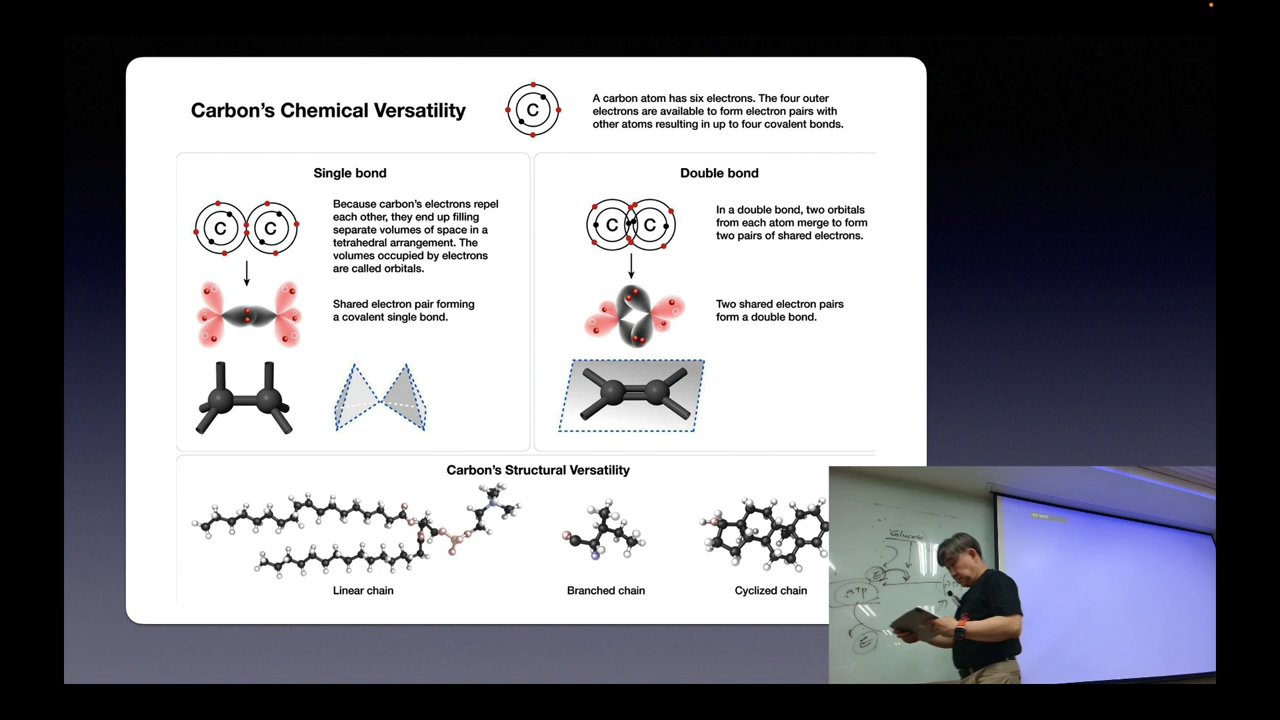 Carbon's Chemical Versatility
C
A carbon atom has six electrons. The four outer
electrons are available to form electron pairs with
other atoms resulting in up to four covalent bonds.
Single bond
C C
Because carbon's electrons repel
each other, they end up filling
separate volumes of space in a
tetrahedral arrangement. The
volumes occupied by electrons
are called orbitals.
Shared electron pair forming
a covalent single bond.
Double bond
C C
In a double bond, two orbitals
from each atom merge to form
two pairs of shared electrons.
Two shared electron pairs
form a double bond.
Carbon's Structural Versatility
Linear chain
Branched chain
Cyclized chain
Glucose
E
ATP
E